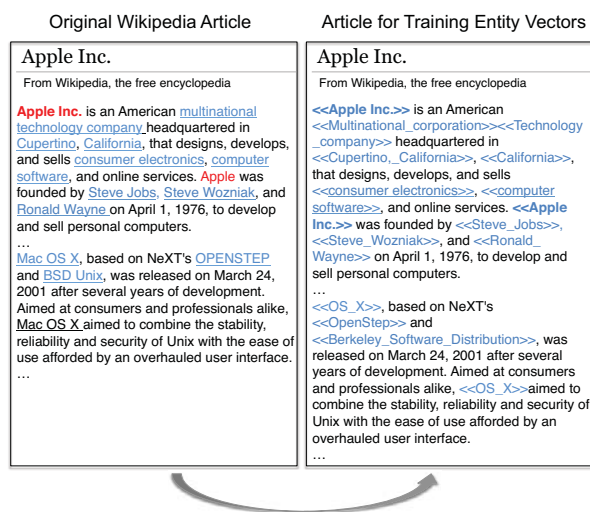 Original Wikipedia Article
Apple Inc.
From Wikipedia, the free encyclopedia
Apple Inc. is an American multinational
technology company headquartered in
Cupertino, California, that designs, develops,
and sells consumer electronics, computer
software, and online services. Apple was
founded by Steve Jobs, Steve Wozniak, and
Ronald Wayne on April 1, 1976, to develop
and sell personal computers.
...
Mac OS X, based on NeXT's OPENSTEP
and BSD Unix, was released on March 24,
2001 after several years of development.
Aimed at consumers and professionals alike,
Mac OS X aimed to combine the stability,
reliability and security of Unix with the ease of
use afforded by an overhauled user interface.
...
Article for Training Entity Vectors
Apple Inc.
From Wikipedia, the free encyclopedia
<<Apple Inc.>> is an American
<<Multinational_corporation>><<Technology
_company>> headquartered in
<<Cupertino,_California>>, <<California>>,
that designs, develops, and sells
<<consumer electronics>>, <<computer
software>>, and online services. <<Apple
Inc.>> was founded by <<Steve_Jobs>>,
<<Steve_Wozniak>>, and <<Ronald_
Wayne>> on April 1, 1976, to develop and
sell personal computers.
...
<<OS_X>>, based on NeXT's
<<OpenStep>> and
<<Berkeley_Software_Distribution>>, was
released on March 24, 2001 after several
years of development. Aimed at consumers
and professionals alike, <<OS_X>>aimed to
combine the stability, reliability and security of
Unix with the ease of use afforded by an
overhauled user interface.
...